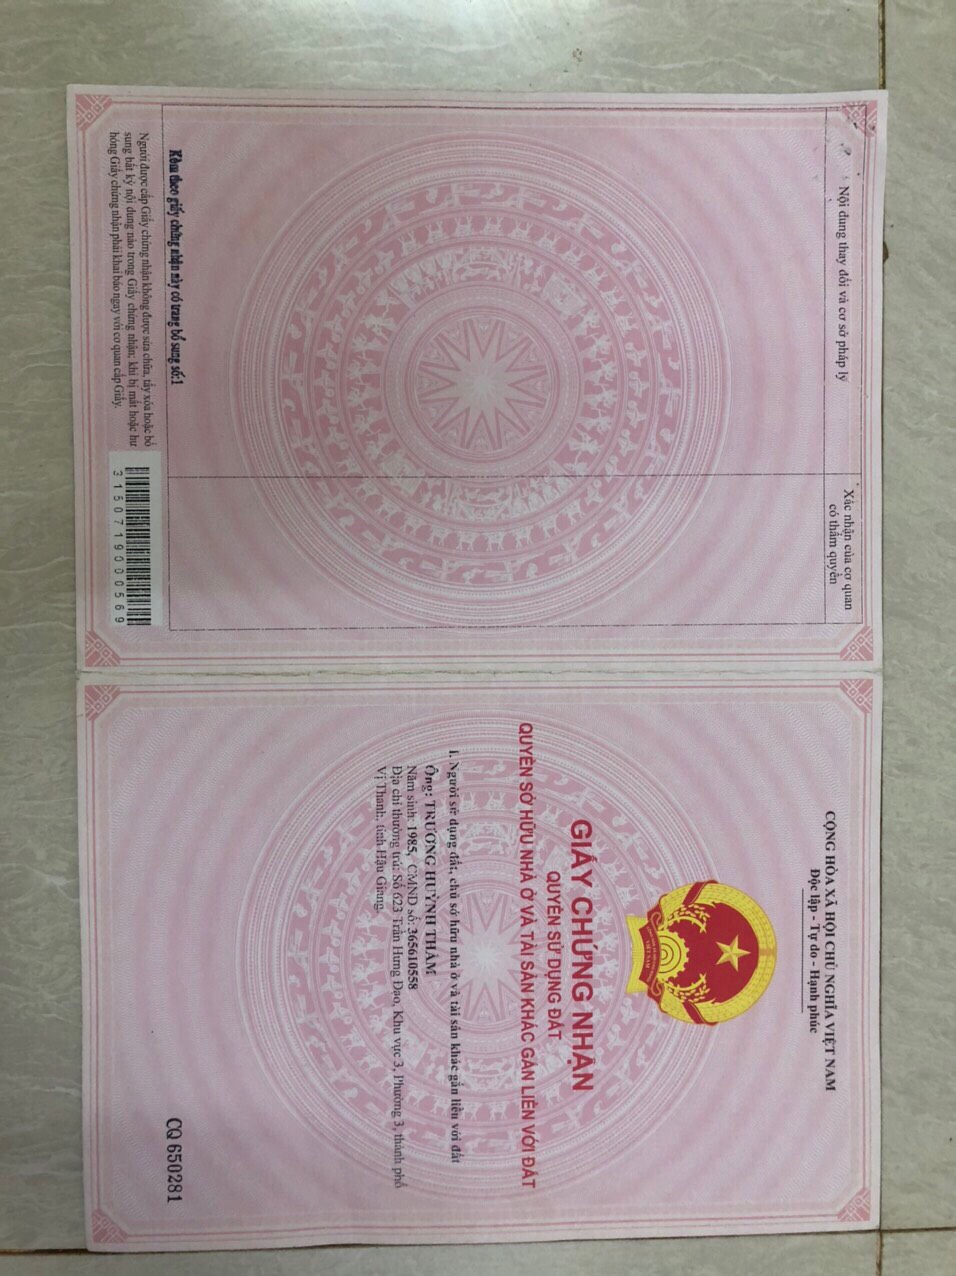 Nội dung thay đổi và cơ sở pháp lý
Xác nhận của cơ quan
có thẩm quyền
Kèm theo giấy chứng nhận này có trang bổ sung số:1
Người được cấp Giấy chứng nhận không được sửa chữa, tẩy xóa hoặc bổ
sung bất kỳ nội dung nào trong Giấy chứng nhận; khi bị mất hoặc hư
hỏng Giấy chứng nhận phải khai báo ngay với cơ quan cấp Giấy.
3150719000569
CỘNG HÒA XÃ HỘI CHỦ NGHĨA VIỆT NAM
Độc lập - Tự do - Hạnh phúc
VIỆT NAM
GIẤY CHỨNG NHẬN
QUYỀN SỬ DỤNG ĐẤT
QUYỀN SỞ HỮU NHÀ Ở VÀ TÀI SẢN KHÁC GẮN LIỀN VỚI ĐẤT
I. Người sử dụng đất, chủ sở hữu nhà ở và tài sản khác gắn liền với đất
Ông: TRƯƠNG HUỲNH THẮM
Năm sinh: 1985, CMND số: 365610558
Địa chỉ thường trú: Số 623 Trần Hưng Đạo, Khu vực 3, Phường 3, thành phố
Vị Thanh, tỉnh Hậu Giang.
CQ 650281